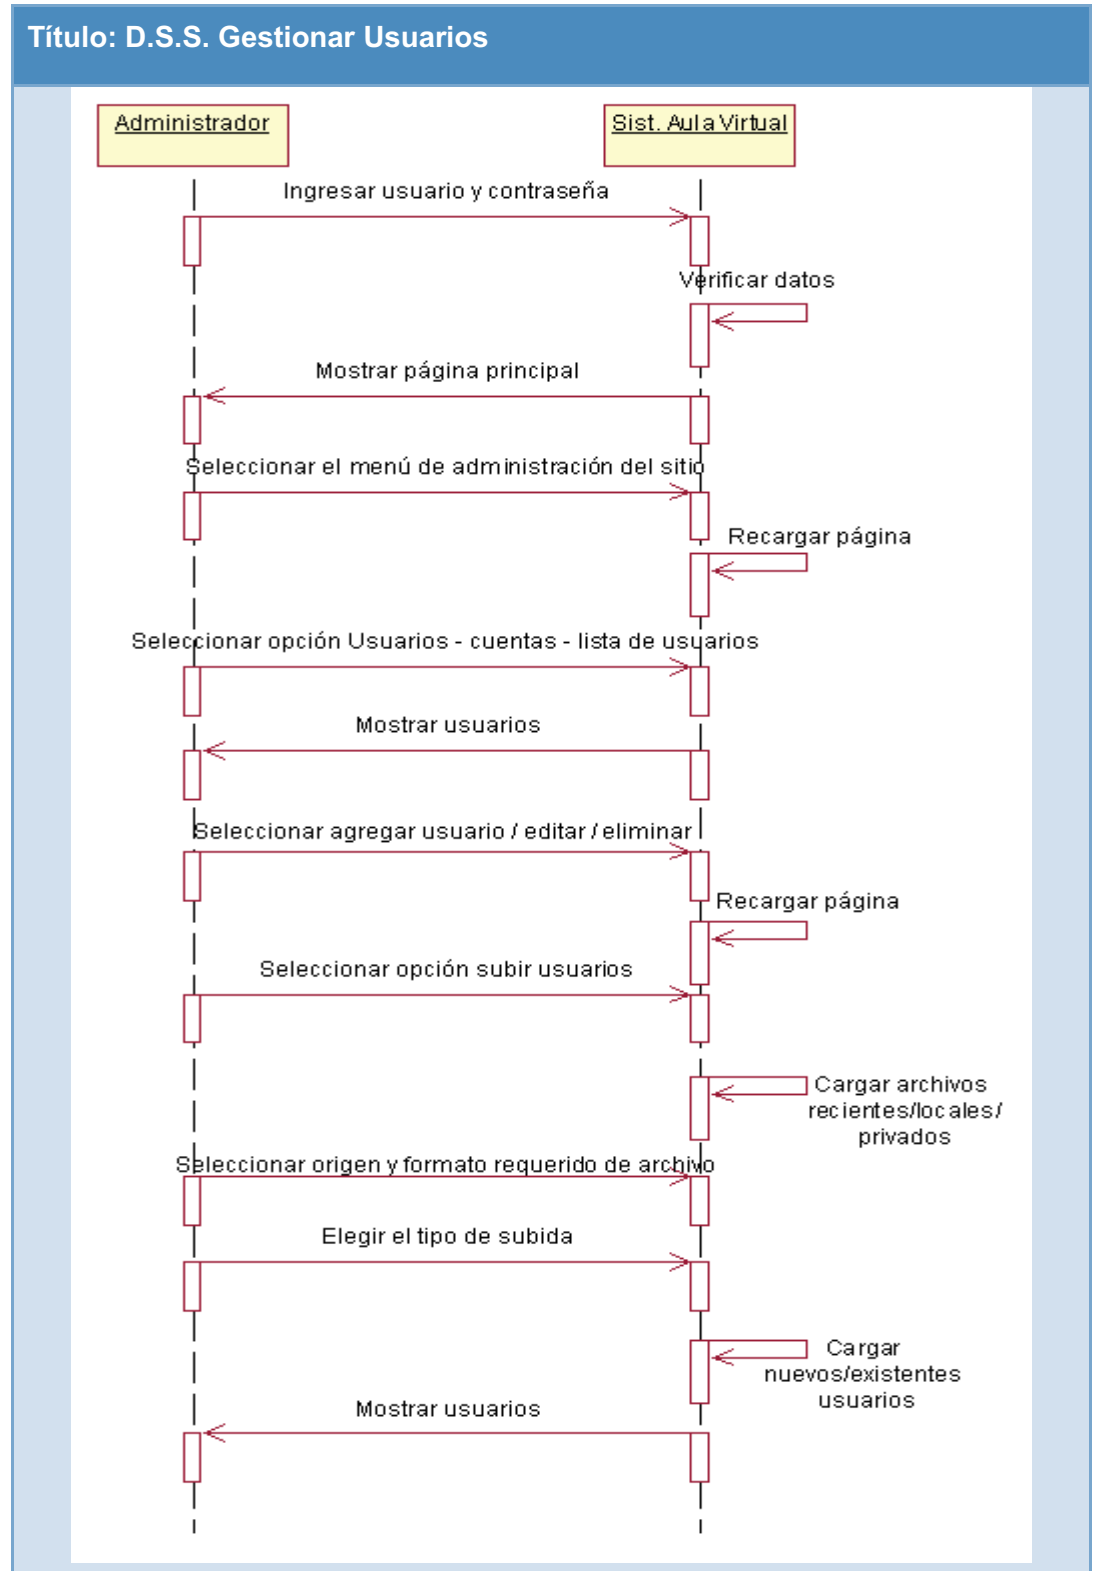 Título: D.S.S. Gestionar Usuarios
Administrador
Sist. Aula Virtual
Ingresar usuario y contraseña
Verificar datos
Mostrar página principal
Seleccionar el menú de administración del sitio
Recargar página
Seleccionar opción Usuarios - cuentas - lista de usuarios
Mostrar usuarios
Seleccionar agregar usuario / editar / eliminar
Recargar página
Seleccionar opción subir usuarios
Cargar archivos
recientes/locales/
privados
Seleccionar origen y formato requerido de archivo
Elegir el tipo de subida
Cargar
nuevos/existentes
usuarios
Mostrar usuarios